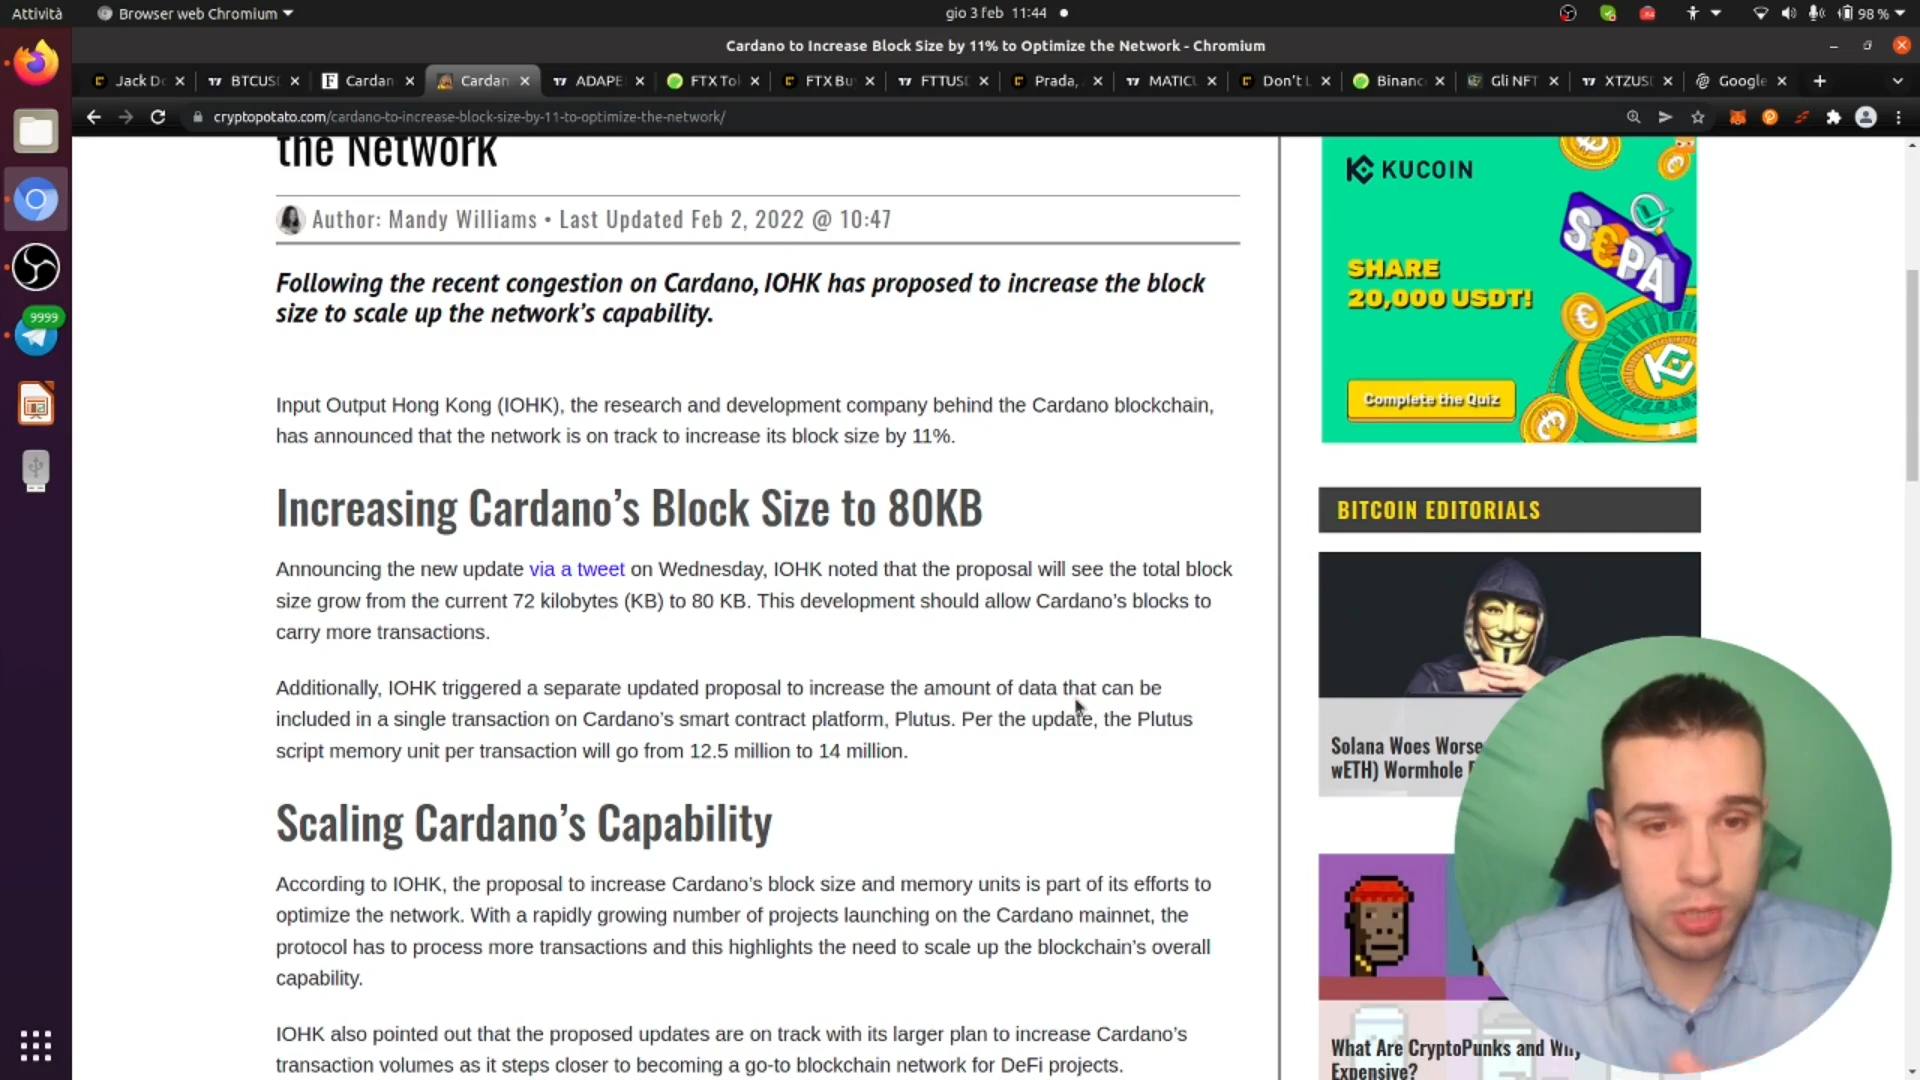 Attività
Browser web Chromium
gio 3 feb 11:44
98 %
Cardano to Increase Block Size by 11% to Optimize the Network - Chromium
Jack Do
BTCUS
Cardan
Cardan
ADAPE
FTX To
FTX Bu
FTTUS
Prada,
MATIC
Don't L
Binanc
Gli NFT
XTZUS
Google
cryptopotato.com/cardano-to-increase-block-size-by-11-to-optimize-the-network/
9999
the Network
Author: Mandy Williams • Last Updated Feb 2, 2022 @ 10:47
Following the recent congestion on Cardano, IOHK has proposed to increase the block
size to scale up the network's capability.
Input Output Hong Kong (IOHK), the research and development company behind the Cardano blockchain,
has announced that the network is on track to increase its block size by 11%.
Increasing Cardano's Block Size to 80KB
Announcing the new update via a tweet on Wednesday, IOHK noted that the proposal will see the total block
size grow from the current 72 kilobytes (KB) to 80 KB. This development should allow Cardano's blocks to
carry more transactions.
Additionally, IOHK triggered a separate updated proposal to increase the amount of data that can be
included in a single transaction on Cardano's smart contract platform, Plutus. Per the update, the Plutus
script memory unit per transaction will go from 12.5 million to 14 million.
Scaling Cardano's Capability
According to IOHK, the proposal to increase Cardano's block size and memory units is part of its efforts to
optimize the network. With a rapidly growing number of projects launching on the Cardano mainnet, the
protocol has to process more transactions and this highlights the need to scale up the blockchain's overall
capability.
IOHK also pointed out that the proposed updates are on track with its larger plan to increase Cardano's
transaction volumes as it steps closer to becoming a go-to blockchain network for DeFi projects.
KUCOIN
S€PA
SHARE
20,000 USDT!
Complete the Quiz
BITCOIN EDITORIALS
Solana Woes Worse
wETH) Wormhole
What Are CryptoPunks and Why
Expensive?